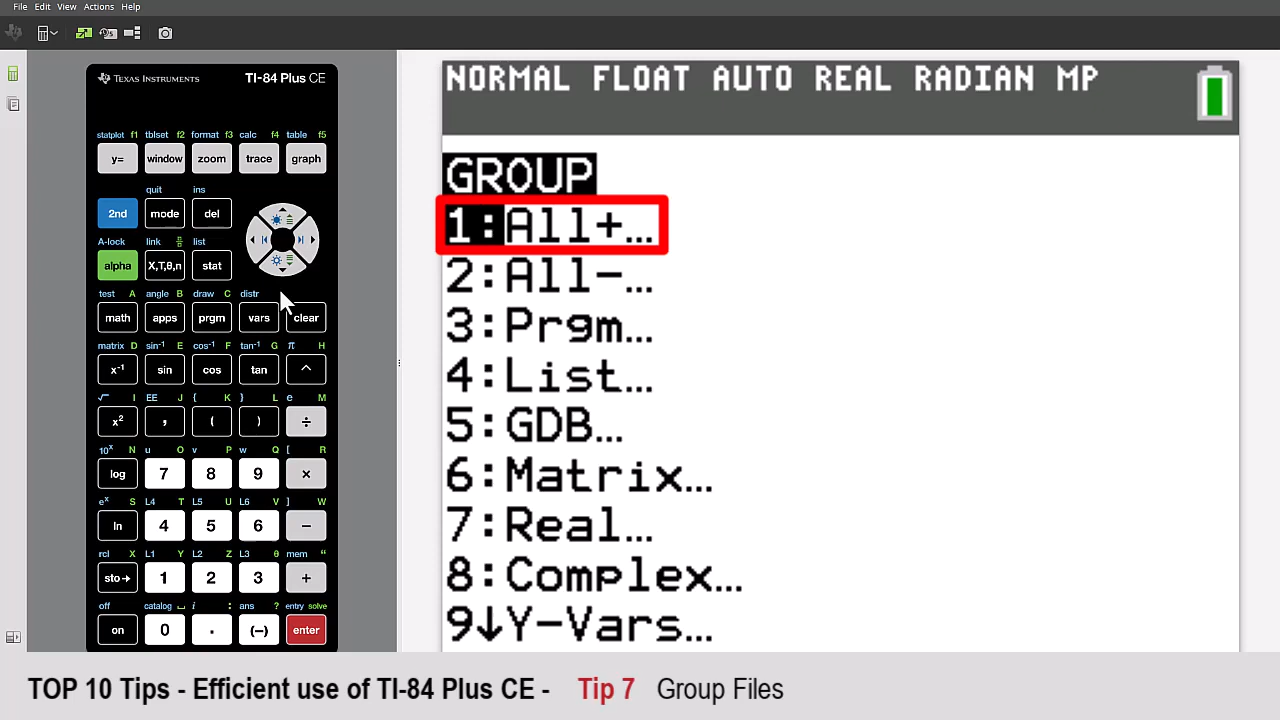 File Edit View Actions Help
TEXAS INSTRUMENTS TI-84 Plus CE
statplot f1 tblset f2 format f3 calc f4 table f5
y= window zoom trace graph
quit ins
2nd mode del
A-lock link list
alpha X,T,θ,n stat
test A angle B draw C distr
math apps prgm vars clear
matrix D sin⁻¹ E cos⁻¹ F tan⁻¹ G π H
x⁻¹ sin cos tan ^
√ I EE J { K } L e M
x² , ( ) ÷
10ˣ N u O v P w Q [ R
log 7 8 9 ×
eˣ S L4 T L5 U L6 V ] W
ln 4 5 6 −
rcl X L1 Y L2 Z L3 θ mem “
sto→ 1 2 3 +
off catalog ⎵ i : ans ? entry solve
on 0 . (−) enter
NORMAL FLOAT AUTO REAL RADIAN MP
GROUP
1:All+…
2:All-…
3:Prgm…
4:List…
5:GDB…
6:Matrix…
7:Real…
8:Complex…
9↓Y-Vars…
TOP 10 Tips - Efficient use of TI-84 Plus CE - Tip 7 Group Files